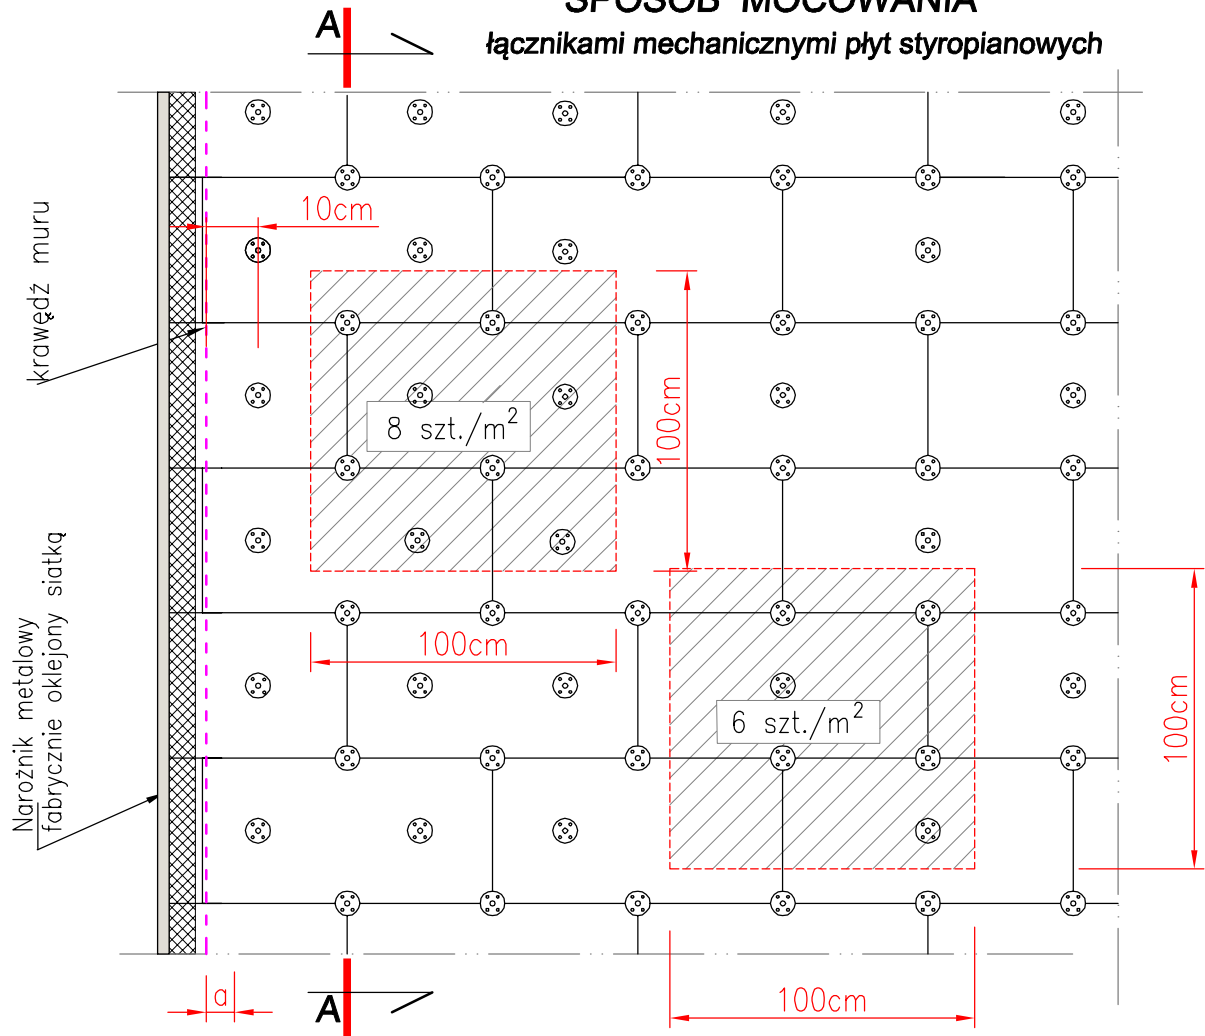 SPOSÓB MOCOWANIA
łącznikami mechanicznymi płyt styropianowych
A
10cm
krawędź muru
100cm
8 szt./m²
100cm
Narożnik metalowy
fabrycznie oklejony siatką
6 szt./m²
100cm
a
A
100cm